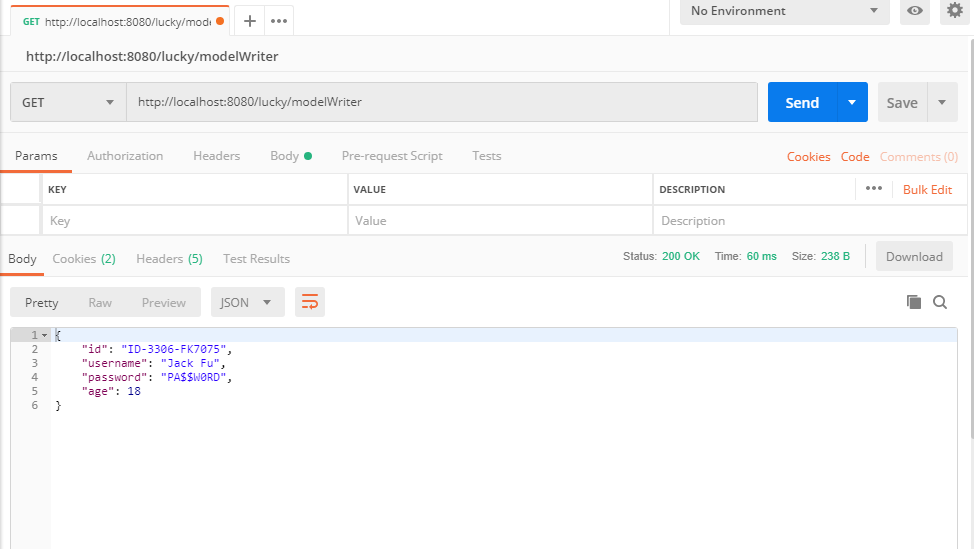 GET http://localhost:8080/lucky/mod
No Environment
http://localhost:8080/lucky/modelWriter
GET http://localhost:8080/lucky/modelWriter Send Save
Params Authorization Headers Body Pre-request Script Tests Cookies Code Comments (0)
KEY VALUE DESCRIPTION ••• Bulk Edit
Key Value Description
Body Cookies (2) Headers (5) Test Results Status: 200 OK Time: 60 ms Size: 238 B Download
Pretty Raw Preview JSON
1 {
2 "id": "ID-3306-FK7075",
3 "username": "Jack Fu",
4 "password": "PA$$W0RD",
5 "age": 18
6 }